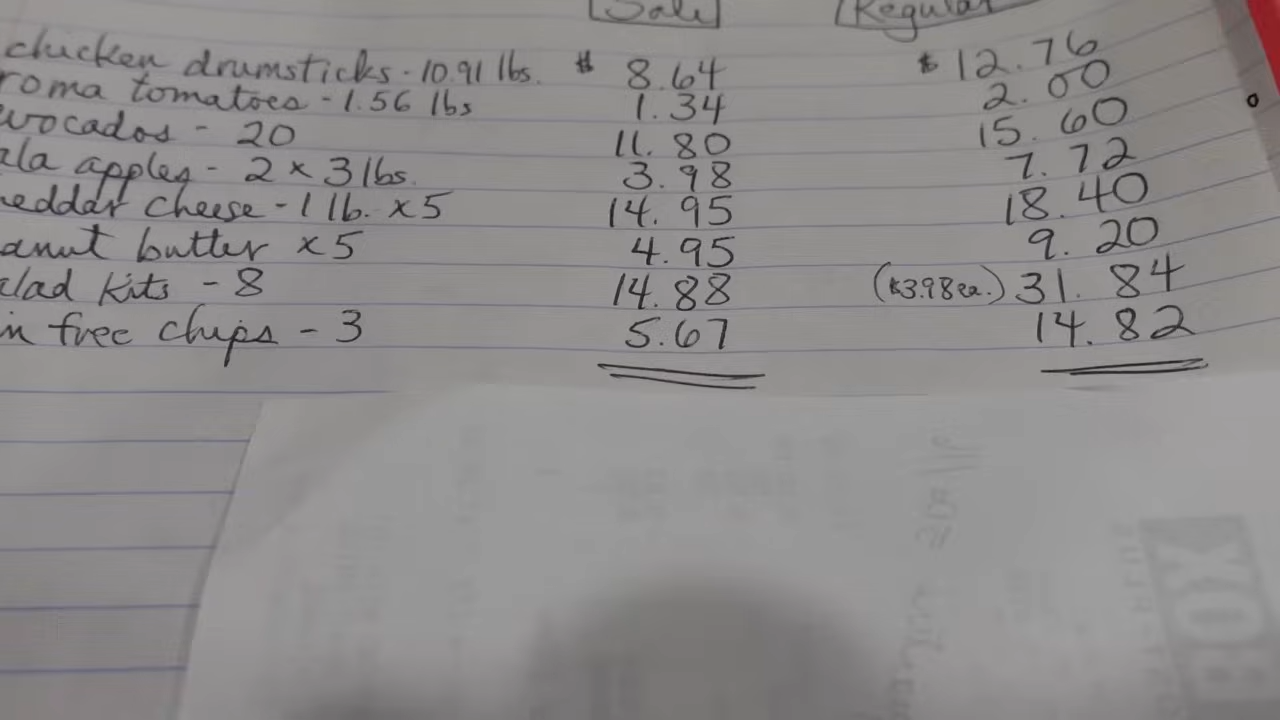 Sale Regular
chicken drumsticks - 10.91 lbs. $ 8.64 $ 12.76
roma tomatoes - 1.56 lbs 1.34 2.00
vocados - 20 11.80 15.60
ala apples - 2 x 3 lbs. 3.98 7.72
eddar cheese - 1 lb. x 5 14.95 18.40
anut butter x 5 4.95 9.20
lad kits - 8 14.88 ($3.98 ea.) 31.84
n free chips - 3 5.67 14.82
BOX